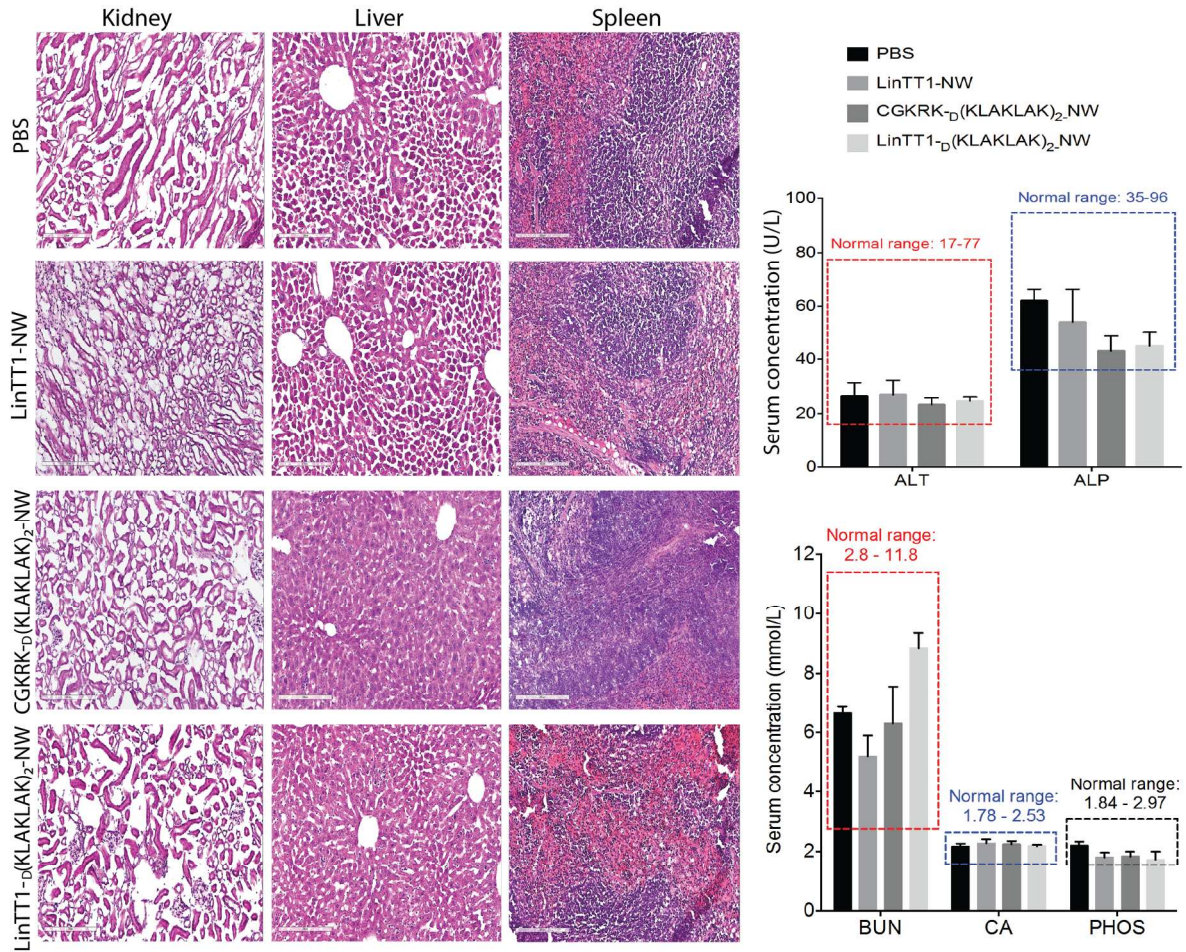 Kidney
Liver
Spleen
PBS
LinTT1-NW
CGKRK-D(KLAKLAK)2-NW
LinTT1-D(KLAKLAK)2-NW
PBS
LinTT1-NW
CGKRK-D(KLAKLAK)2-NW
LinTT1-D(KLAKLAK)2-NW
Serum concentration (U/L)
100
80
60
40
20
0
Normal range: 17-77
Normal range: 35-96
ALT
ALP
Serum concentration (mmol/L)
12
10
8
6
4
2
0
Normal range:
2.8 - 11.8
Normal range:
1.78 - 2.53
Normal range:
1.84 - 2.97
BUN
CA
PHOS